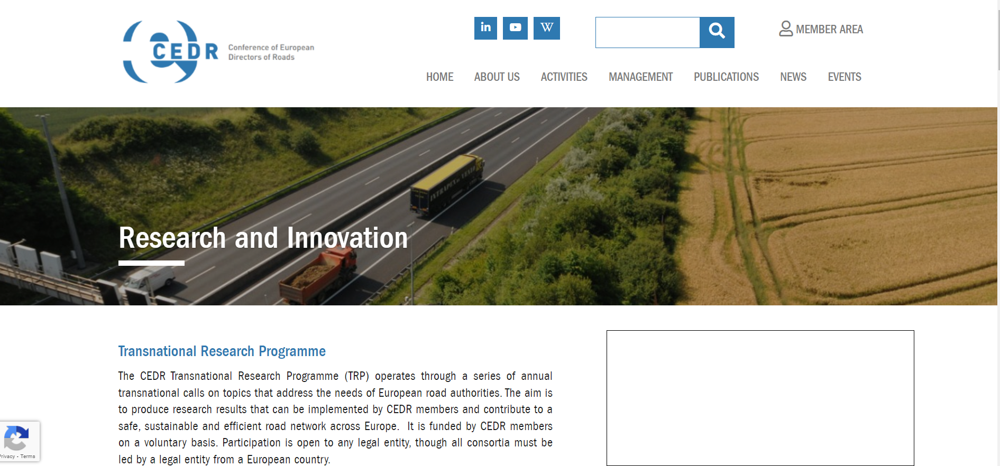 CEDR
Conference of European
Directors of Roads
in
W
MEMBER AREA
HOME ABOUT US ACTIVITIES MANAGEMENT PUBLICATIONS NEWS EVENTS
Research and Innovation
Transnational Research Programme
The CEDR Transnational Research Programme (TRP) operates through a series of annual
transnational calls on topics that address the needs of European road authorities. The aim is
to produce research results that can be implemented by CEDR members and contribute to a
safe, sustainable and efficient road network across Europe. It is funded by CEDR members
on a voluntary basis. Participation is open to any legal entity, though all consortia must be
led by a legal entity from a European country.
Privacy - Terms